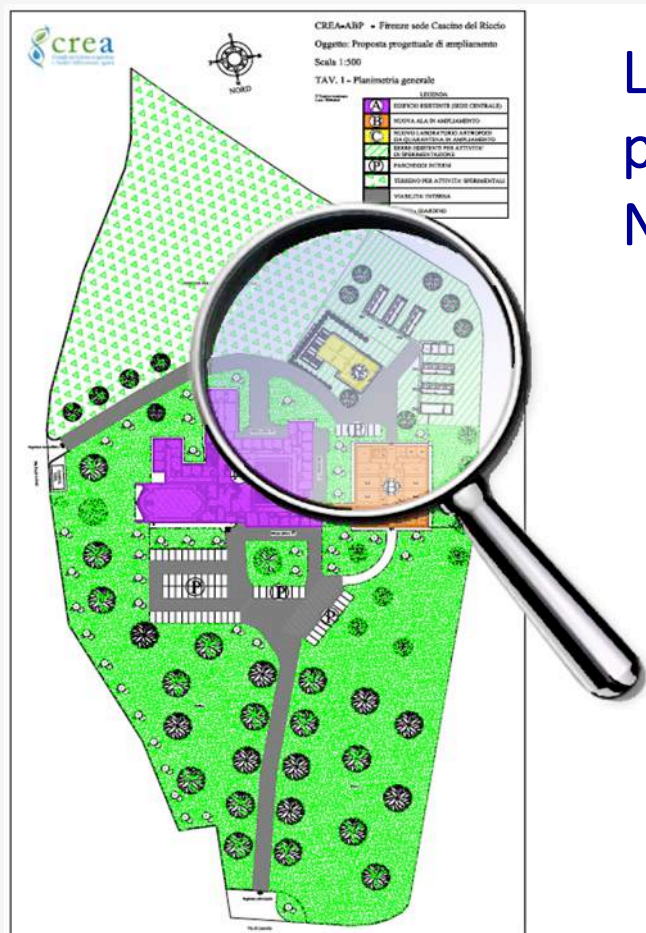 crea
CREA-ABP - Firenze sede Cascine del Riccio
Oggetto: Proposta progettuale di ampliamento
Scala 1:500
TAV. 1 - Planimetria generale
NORD
LEGENDA
A EDIFICIO ESISTENTE (SEDE CENTRALE)
B NUOVA ALA IN AMPLIAMENTO
C NUOVO LABORATORIO ARTROPODI
DA QUARANTENA IN AMPLIAMENTO
SERRE ESISTENTI PER ATTIVITA'
DI SPERIMENTAZIONE
P PARCHEGGI INTERNI
TERRENO PER ATTIVITA' SPERIMENTALI
VIABILITA' INTERNA
GIARDINO
L
p
N
P
B
P
P
P